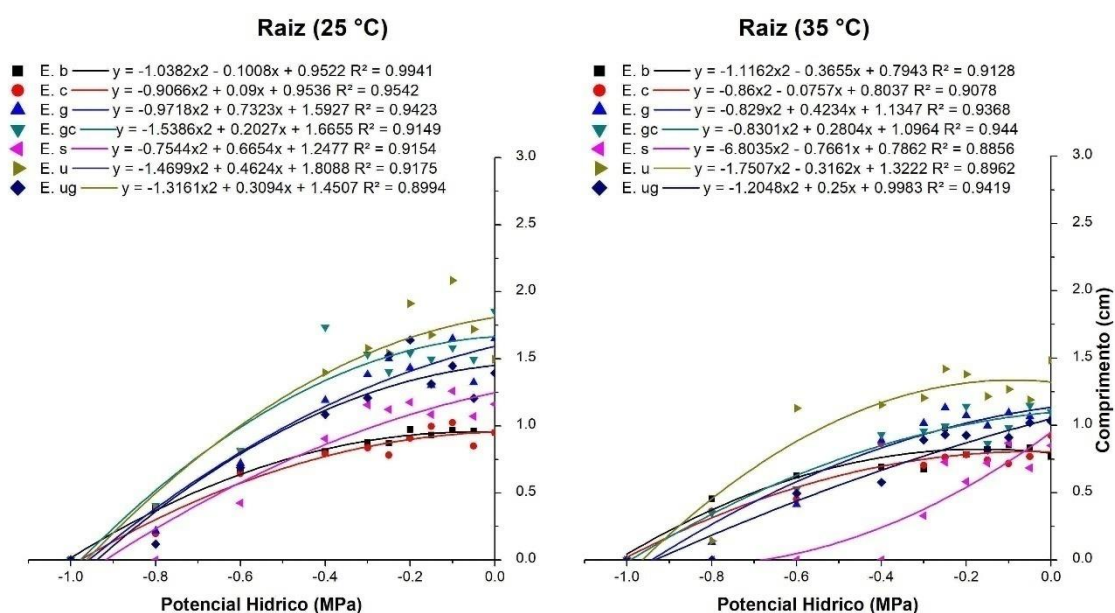 Raiz (25 °C)
E. b y = -1.0382x2 - 0.1008x + 0.9522 R² = 0.9941
E. c y = -0.9066x2 + 0.09x + 0.9536 R² = 0.9542
E. g y = -0.9718x2 + 0.7323x + 1.5927 R² = 0.9423
E. gc y = -1.5386x2 + 0.2027x + 1.6655 R² = 0.9149
E. s y = -0.7544x2 + 0.6654x + 1.2477 R² = 0.9154
E. u y = -1.4699x2 + 0.4624x + 1.8088 R² = 0.9175
E. ug y = -1.3161x2 + 0.3094x + 1.4507 R² = 0.8994
3.0
2.5
2.0
1.5
1.0
0.5
0.0
-1.0 -0.8 -0.6 -0.4 -0.2 0.0
Potencial Hidrico (MPa)
Raiz (35 °C)
E. b y = -1.1162x2 - 0.3655x + 0.7943 R² = 0.9128
E. c y = -0.86x2 - 0.0757x + 0.8037 R² = 0.9078
E. g y = -0.829x2 + 0.4234x + 1.1347 R² = 0.9368
E. gc y = -0.8301x2 + 0.2804x + 1.0964 R² = 0.944
E. s y = -6.8035x2 - 0.7661x + 0.7862 R² = 0.8856
E. u y = -1.7507x2 - 0.3162x + 1.3222 R² = 0.8962
E. ug y = -1.2048x2 + 0.25x + 0.9983 R² = 0.9419
3.0
2.5
2.0
1.5
1.0
0.5
0.0
Comprimento (cm)
-1.0 -0.8 -0.6 -0.4 -0.2 0.0
Potencial Hidrico (MPa)